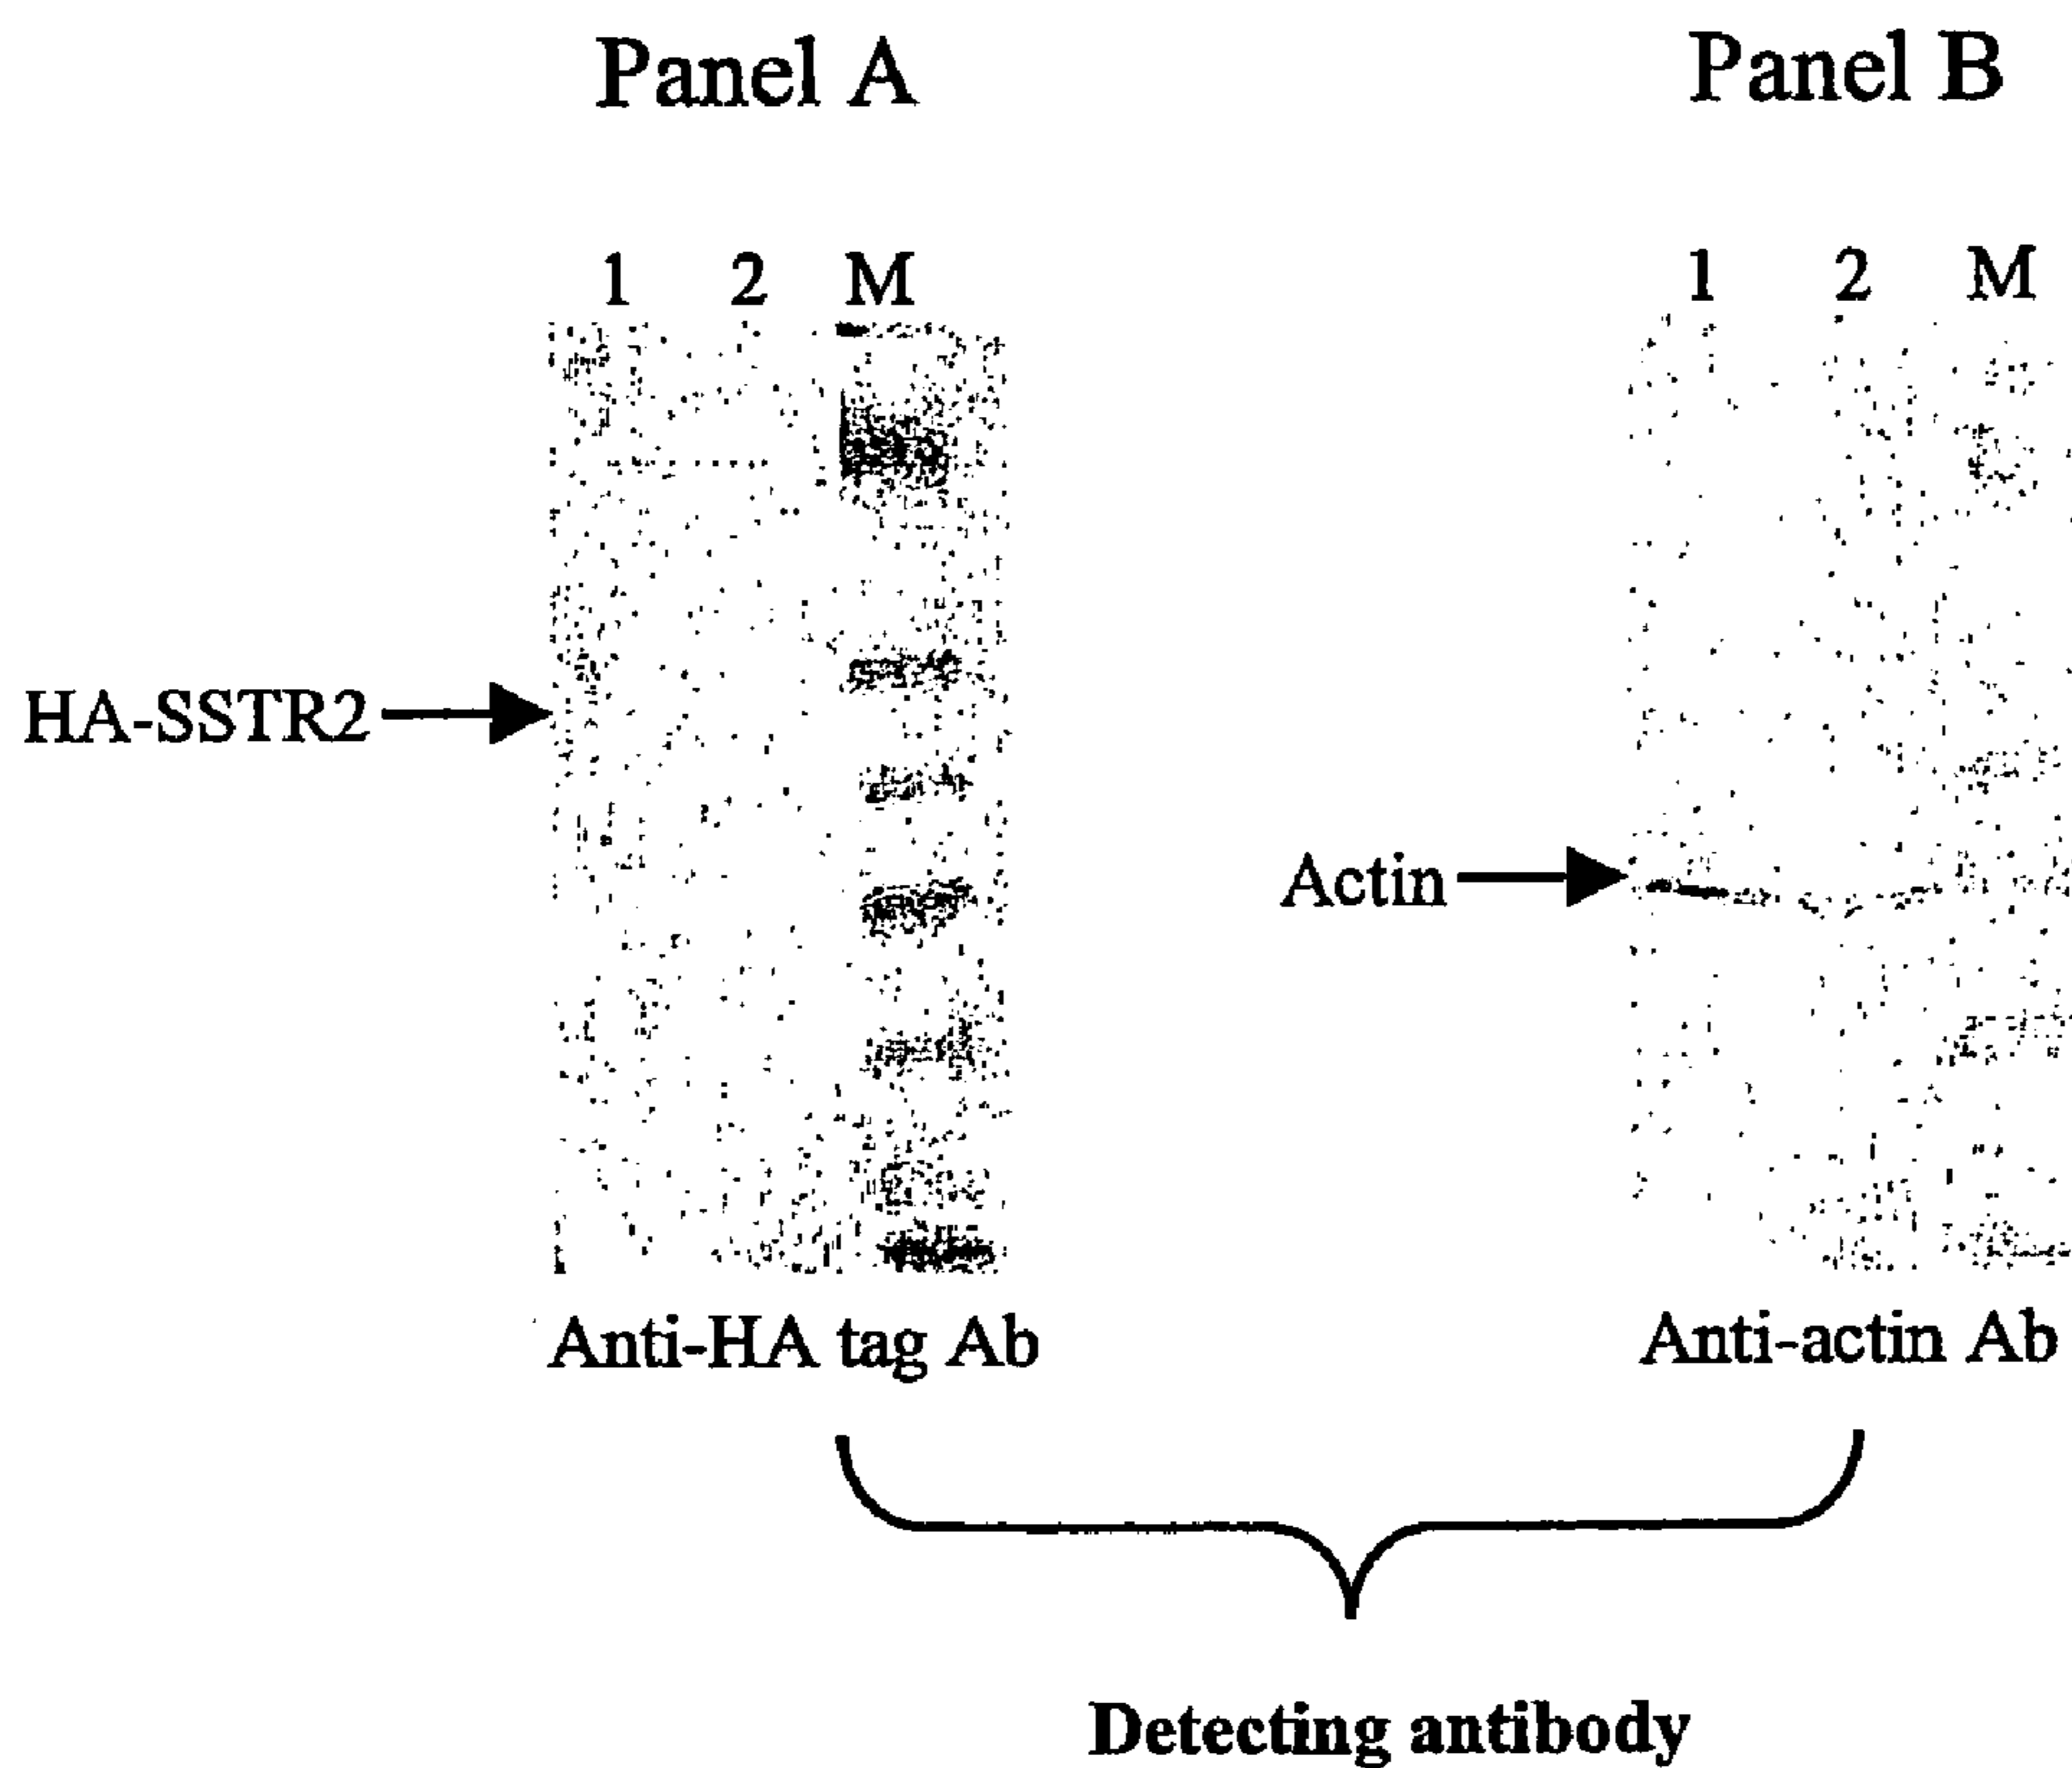 Panel A
Panel B
1 2 M
1 2 M
HA-SSTR2
Actin
Anti-HA tag Ab
Anti-actin Ab
Detecting antibody